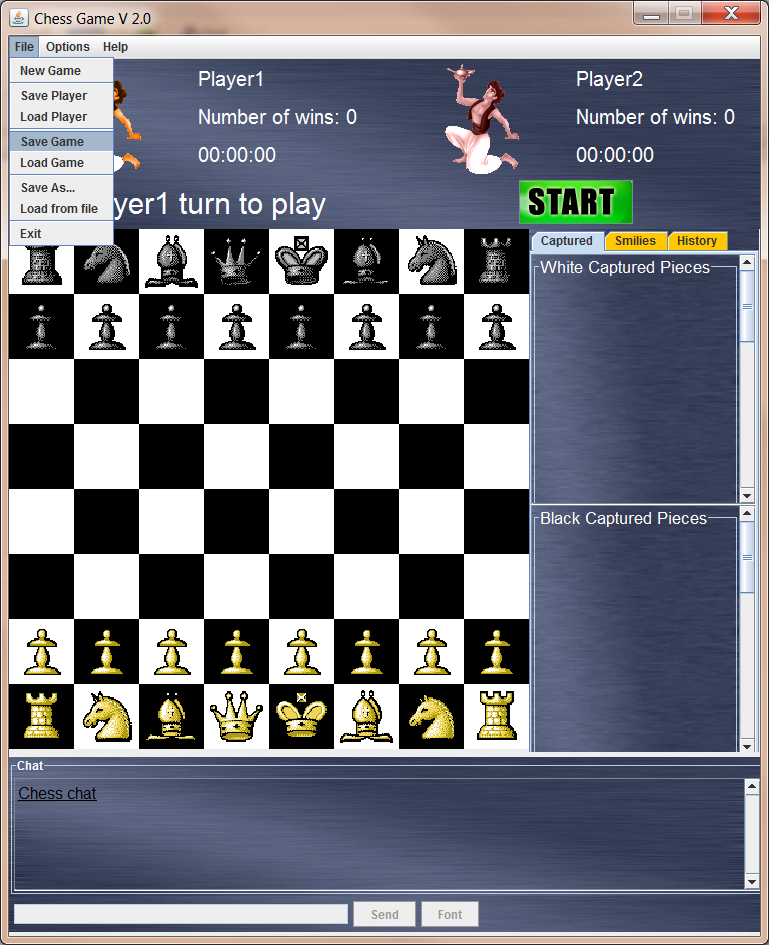 Chess Game V 2.0
File Options Help
New Game
Save Player
Load Player
Save Game
Load Game
Save As...
Load from file
Exit
Player1
Number of wins: 0
00:00:00
Player2
Number of wins: 0
00:00:00
yer1 turn to play
START
Captured Smilies History
White Captured Pieces
Black Captured Pieces
Chat
Chess chat
Send Font